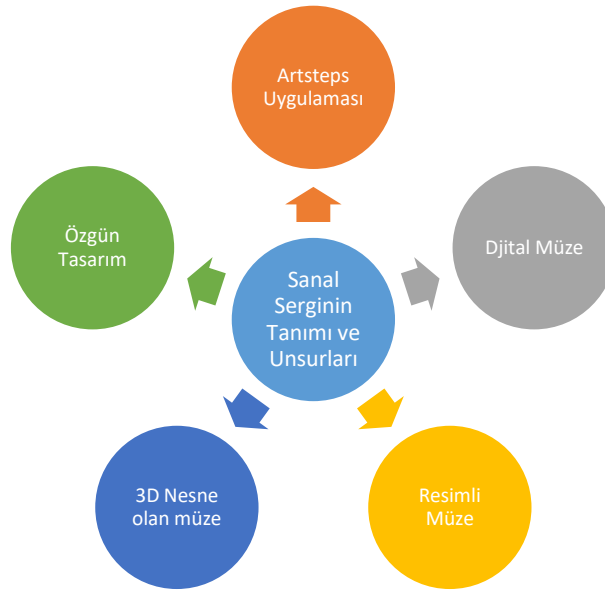 Artsteps
Uygulaması
Özgün
Tasarım
Djital Müze
Sanal
Serginin
Tanımı ve
Unsurları
3D Nesne
olan müze
Resimli
Müze